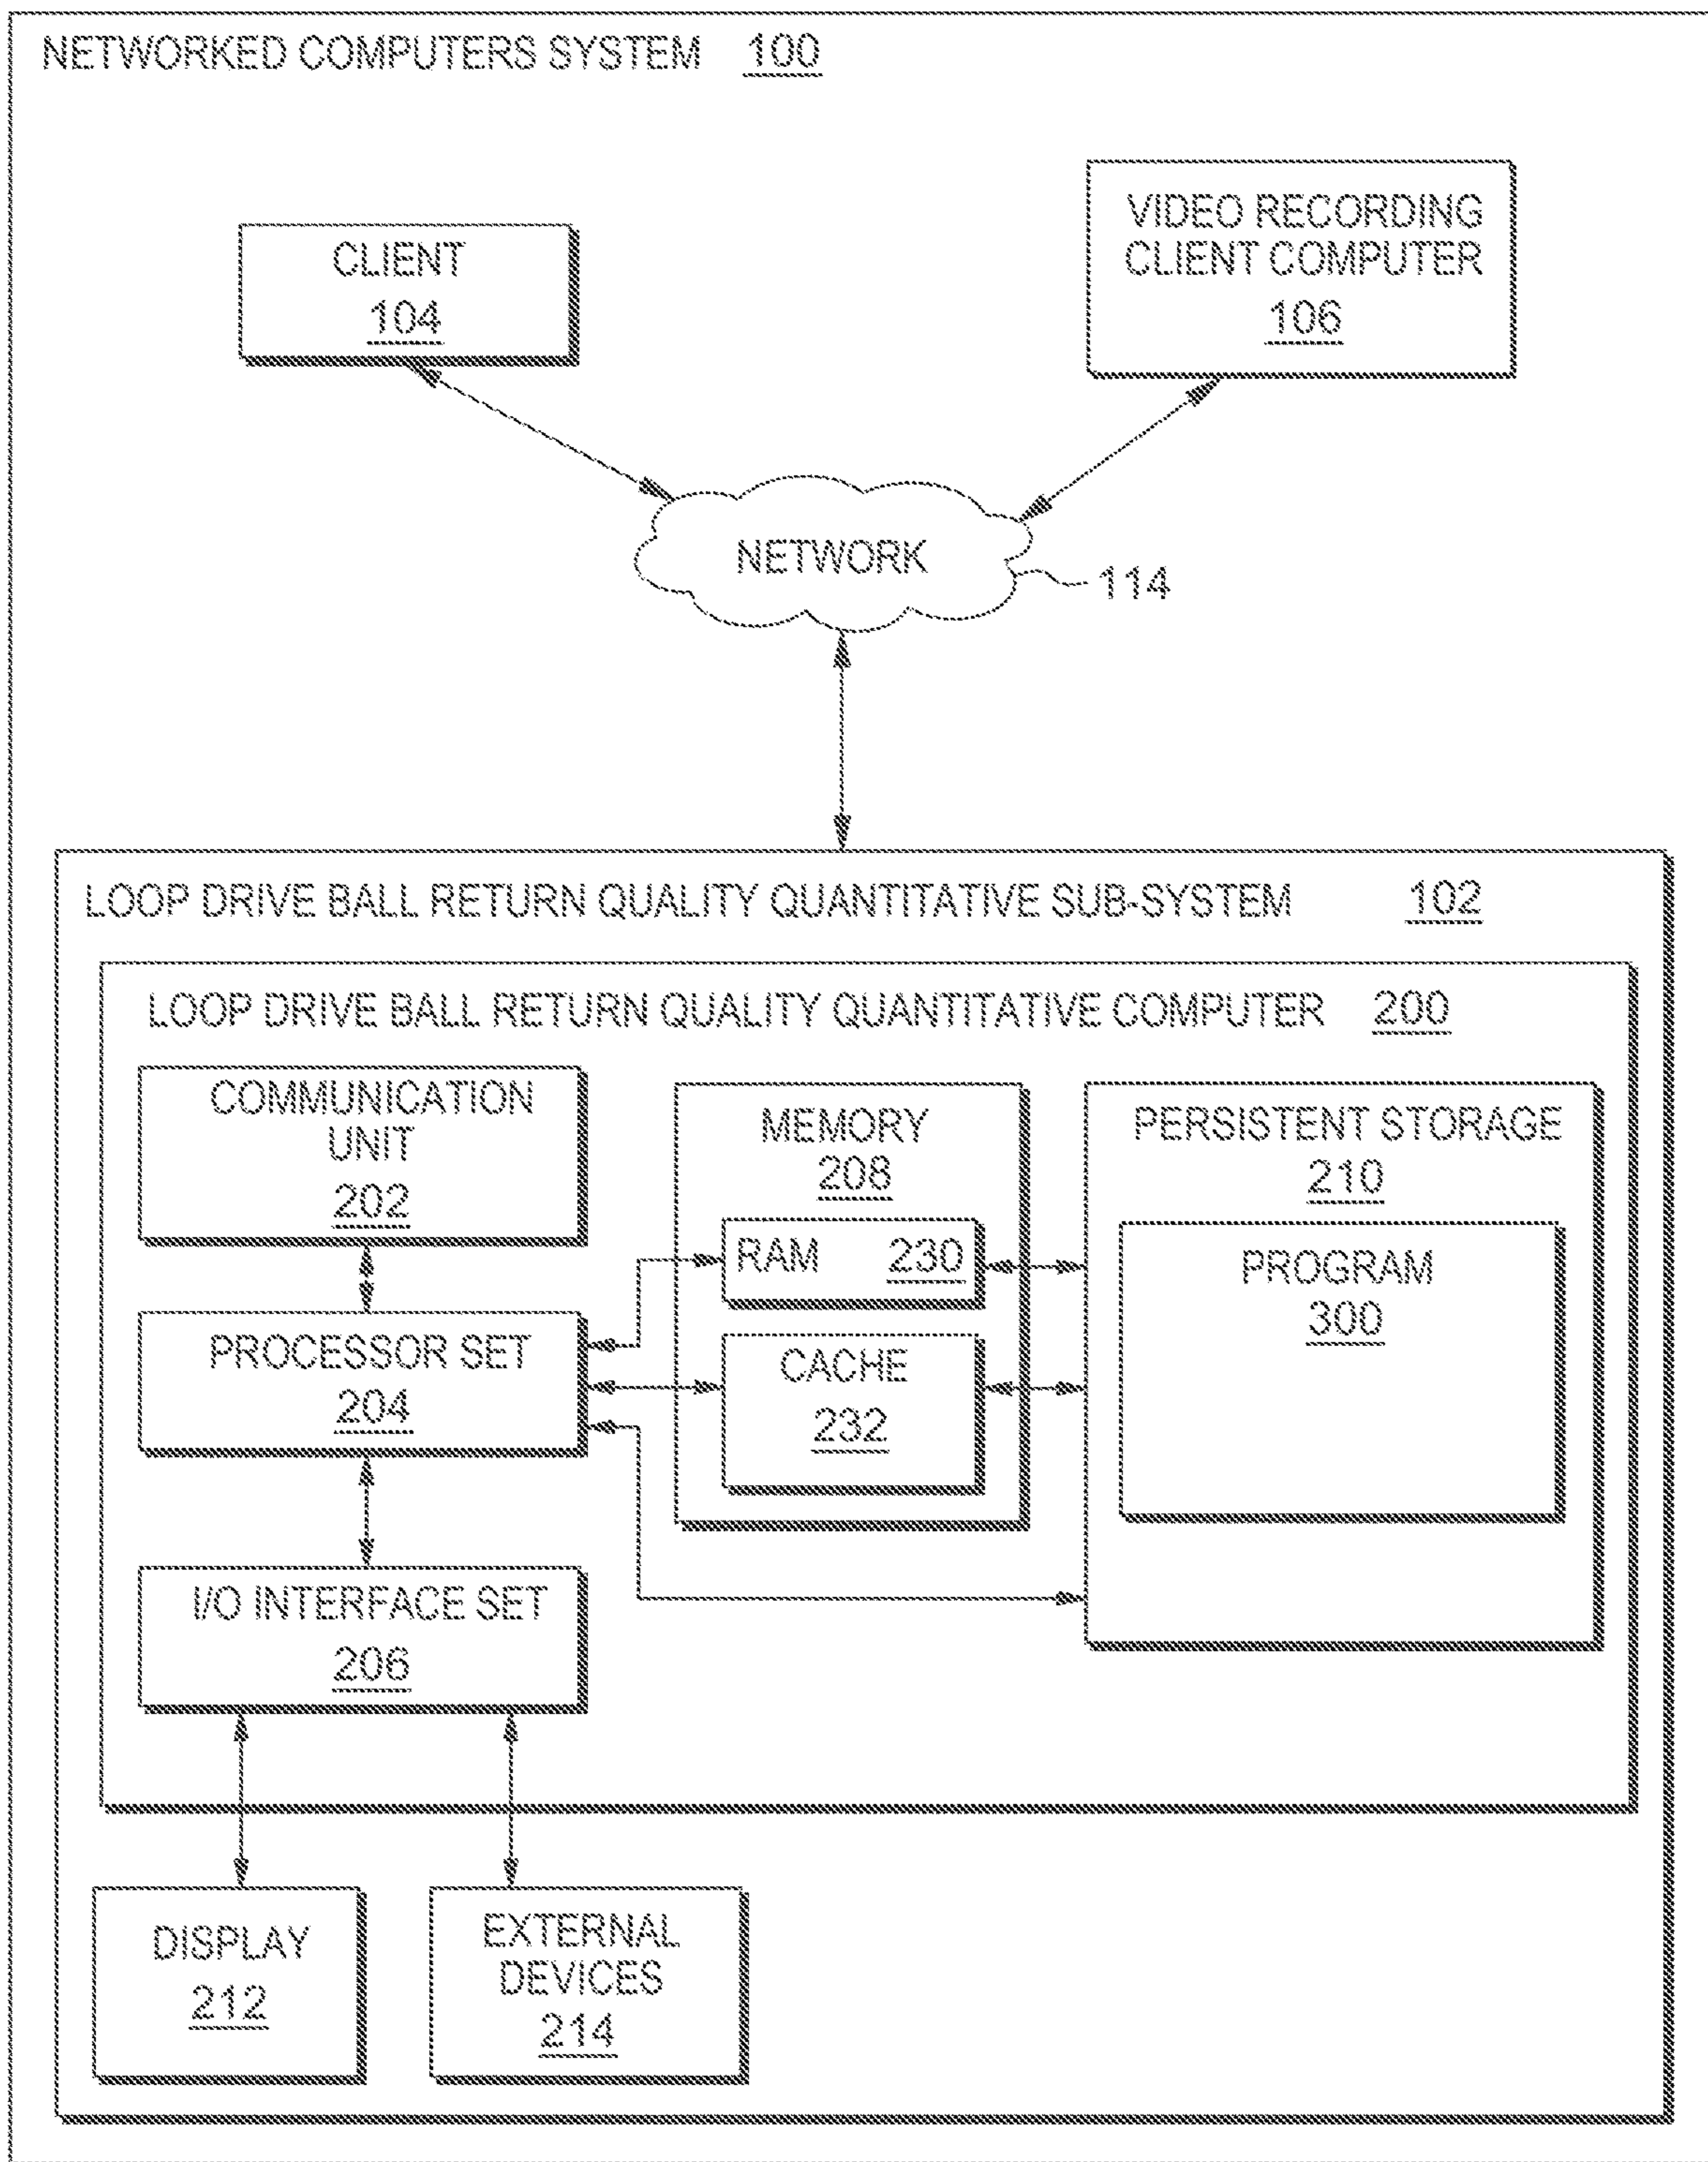 NETWORKED COMPUTERS SYSTEM 100
CLIENT
104
VIDEO RECORDING
CLIENT COMPUTER
106
NETWORK
114
LOOP DRIVE BALL RETURN QUALITY QUANTITATIVE SUB-SYSTEM 102
LOOP DRIVE BALL RETURN QUALITY QUANTITATIVE COMPUTER 200
COMMUNICATION
UNIT
202
MEMORY
208
PERSISTENT STORAGE
210
RAM 230
PROGRAM
300
PROCESSOR SET
204
CACHE
232
I/O INTERFACE SET
206
DISPLAY
212
EXTERNAL
DEVICES
214